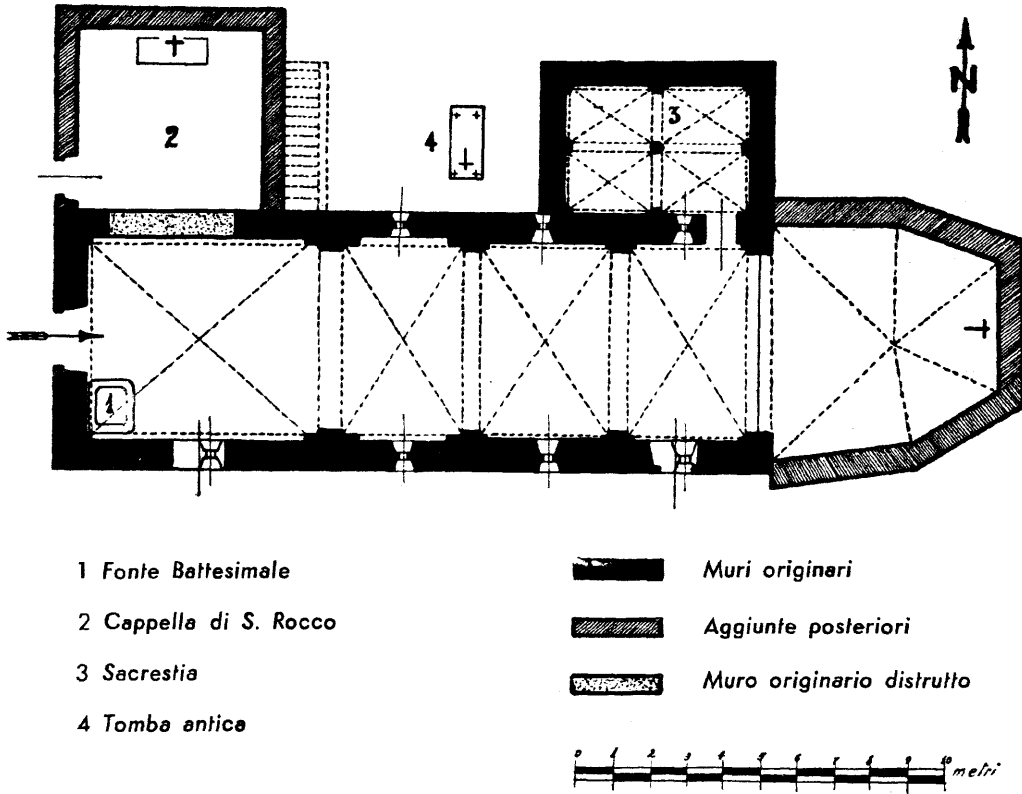 N
2
3
4
1
1 Fonte Battesimale
2 Cappella di S. Rocco
3 Sacrestia
4 Tomba antica
Muri originari
Aggiunte posteriori
Muro originario distrutto
0 1 2 3 4 5 6 7 8 9 10 metri